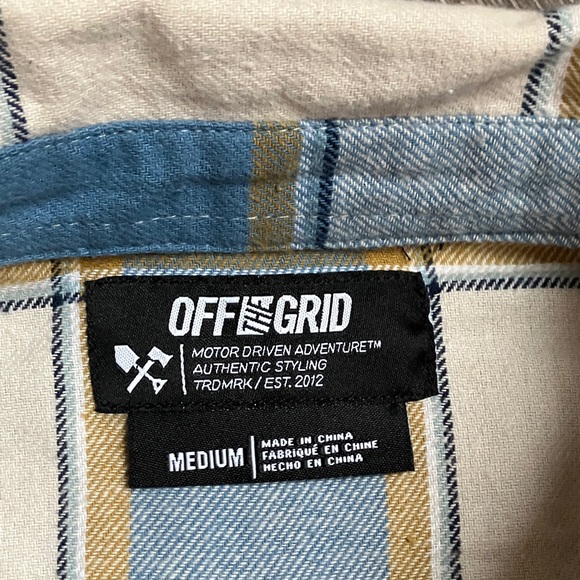 OFF THA GRID
MOTOR DRIVEN ADVENTURE™
AUTHENTIC STYLING
TRDMRK / EST. 2012
MEDIUM
MADE IN CHINA
FABRIQUÉ EN CHINE
HECHO EN CHINA